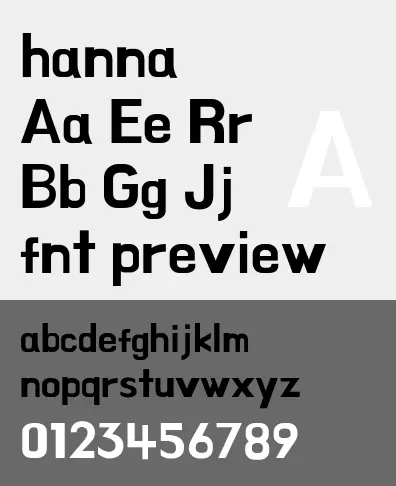 hanna
Aa Ee Rr
A
Bb Gg Jj
fnt preview
abcdefghijklm
nopqrstuvwxyz
0123456789